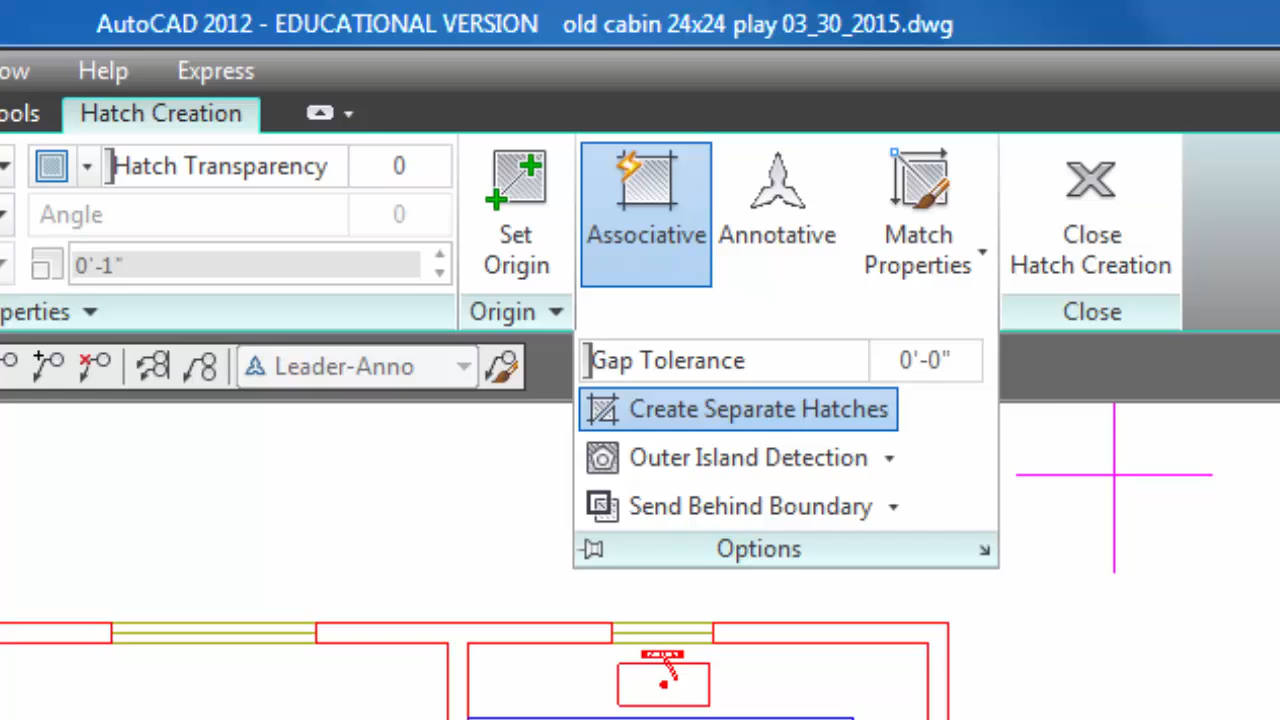 AutoCAD 2012 - EDUCATIONAL VERSION old cabin 24x24 play 03_30_2015.dwg
ow Help Express
ools Hatch Creation
Hatch Transparency 0
Angle 0
0'-1"
perties
Set
Origin
Origin
Associative
Annotative
Match
Properties
Close
Hatch Creation
Close
Leader-Anno
Gap Tolerance 0'-0"
Create Separate Hatches
Outer Island Detection
Send Behind Boundary
Options